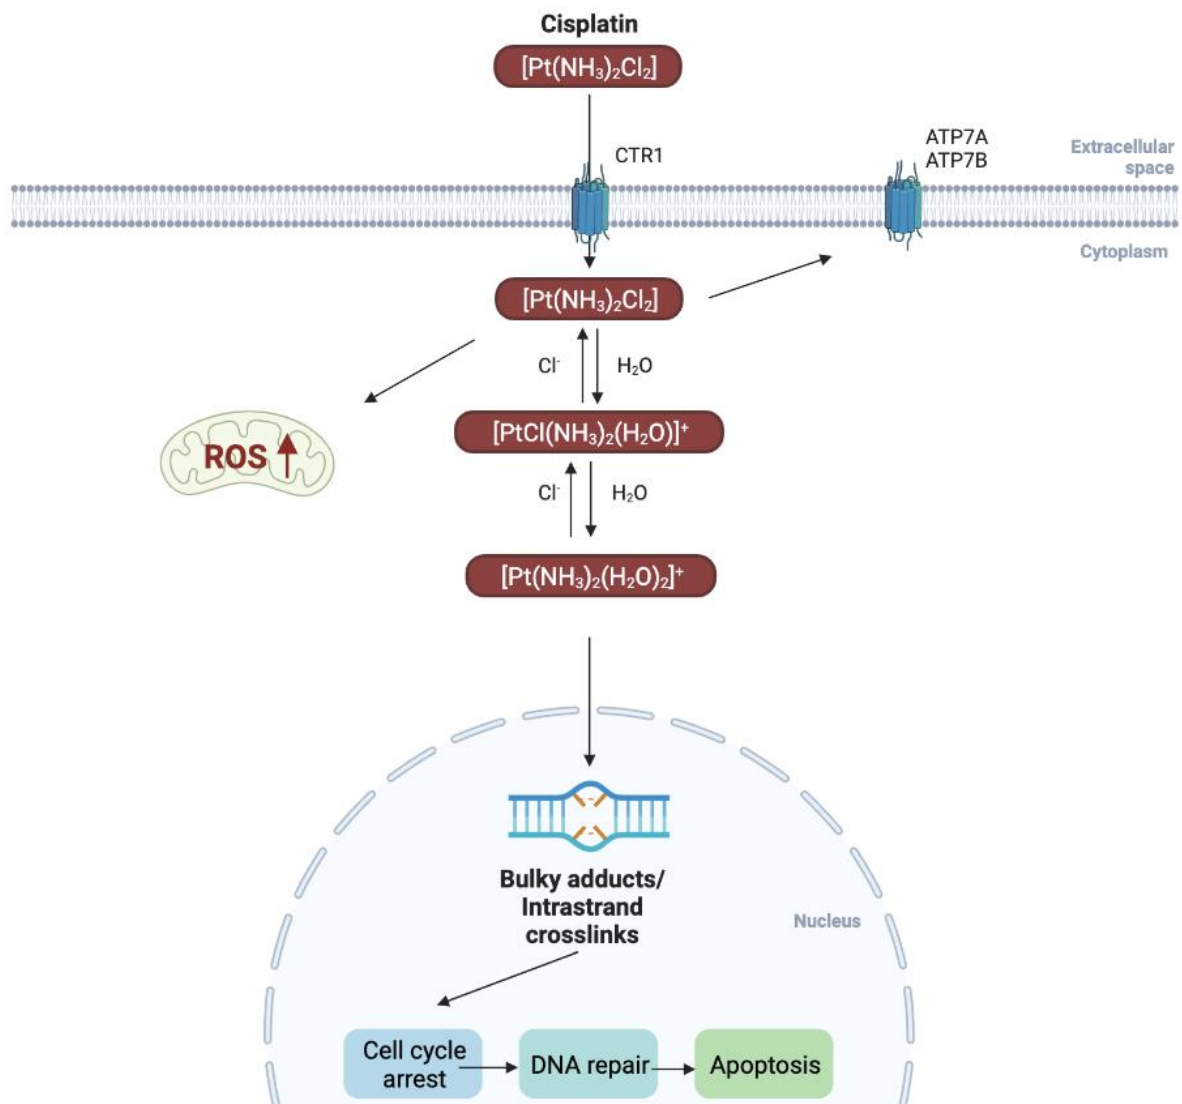 Cisplatin
[Pt(NH₃)₂Cl₂]
CTR1
ATP7A
ATP7B
Extracellular
space
Cytoplasm
[Pt(NH₃)₂Cl₂]
Cl⁻
H₂O
[PtCl(NH₃)₂(H₂O)]⁺
ROS
Cl⁻
H₂O
[Pt(NH₃)₂(H₂O)₂]⁺
Bulky adducts/
Intrastrand
crosslinks
Nucleus
Cell cycle
arrest
DNA repair
Apoptosis